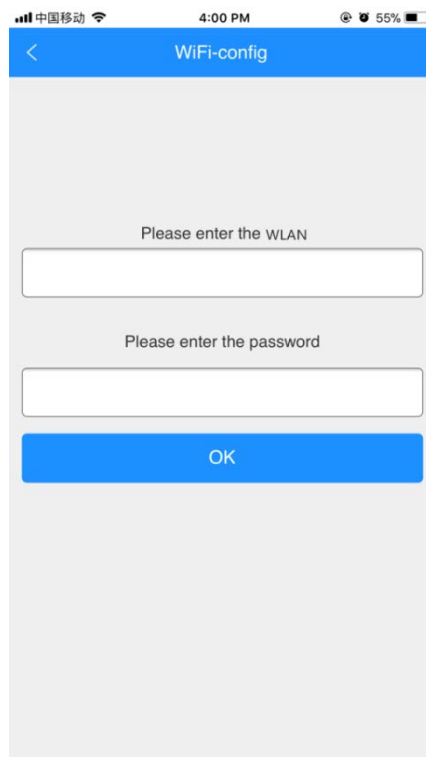 中国移动 4:00 PM 55%
WiFi-config
Please enter the WLAN
Please enter the password
OK